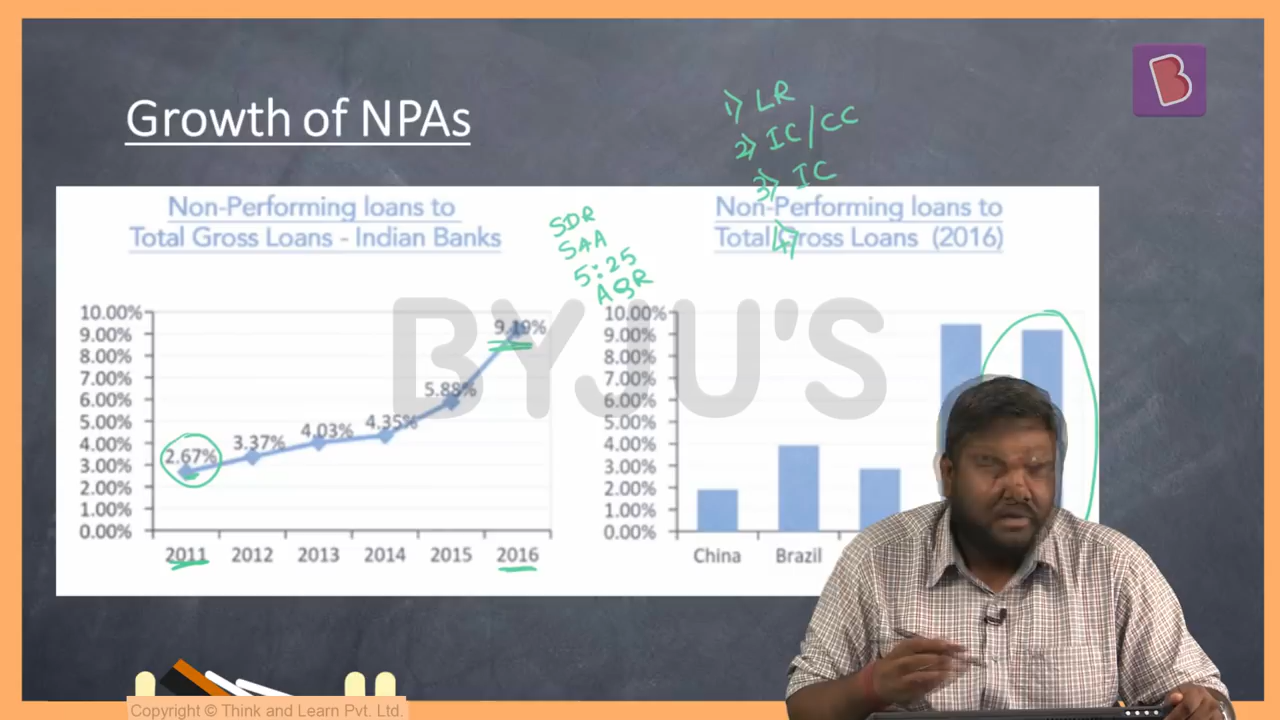 B
Growth of NPAs
1) LR
2) IC/CC
3) IC
4)
Non-Performing loans to
Total Gross Loans - Indian Banks
SDR
S4A
5:25
AQR
Non-Performing loans to
Total Gross Loans (2016)
10.00%
9.00%
8.00%
7.00%
6.00%
5.00%
4.00%
3.00%
2.00%
1.00%
0.00%
2.67%
3.37%
4.03%
4.35%
5.88%
9.19%
2011 2012 2013 2014 2015 2016
10.00%
9.00%
8.00%
7.00%
6.00%
5.00%
4.00%
3.00%
2.00%
1.00%
0.00%
China Brazil
BYJU'S
Copyright © Think and Learn Pvt. Ltd.